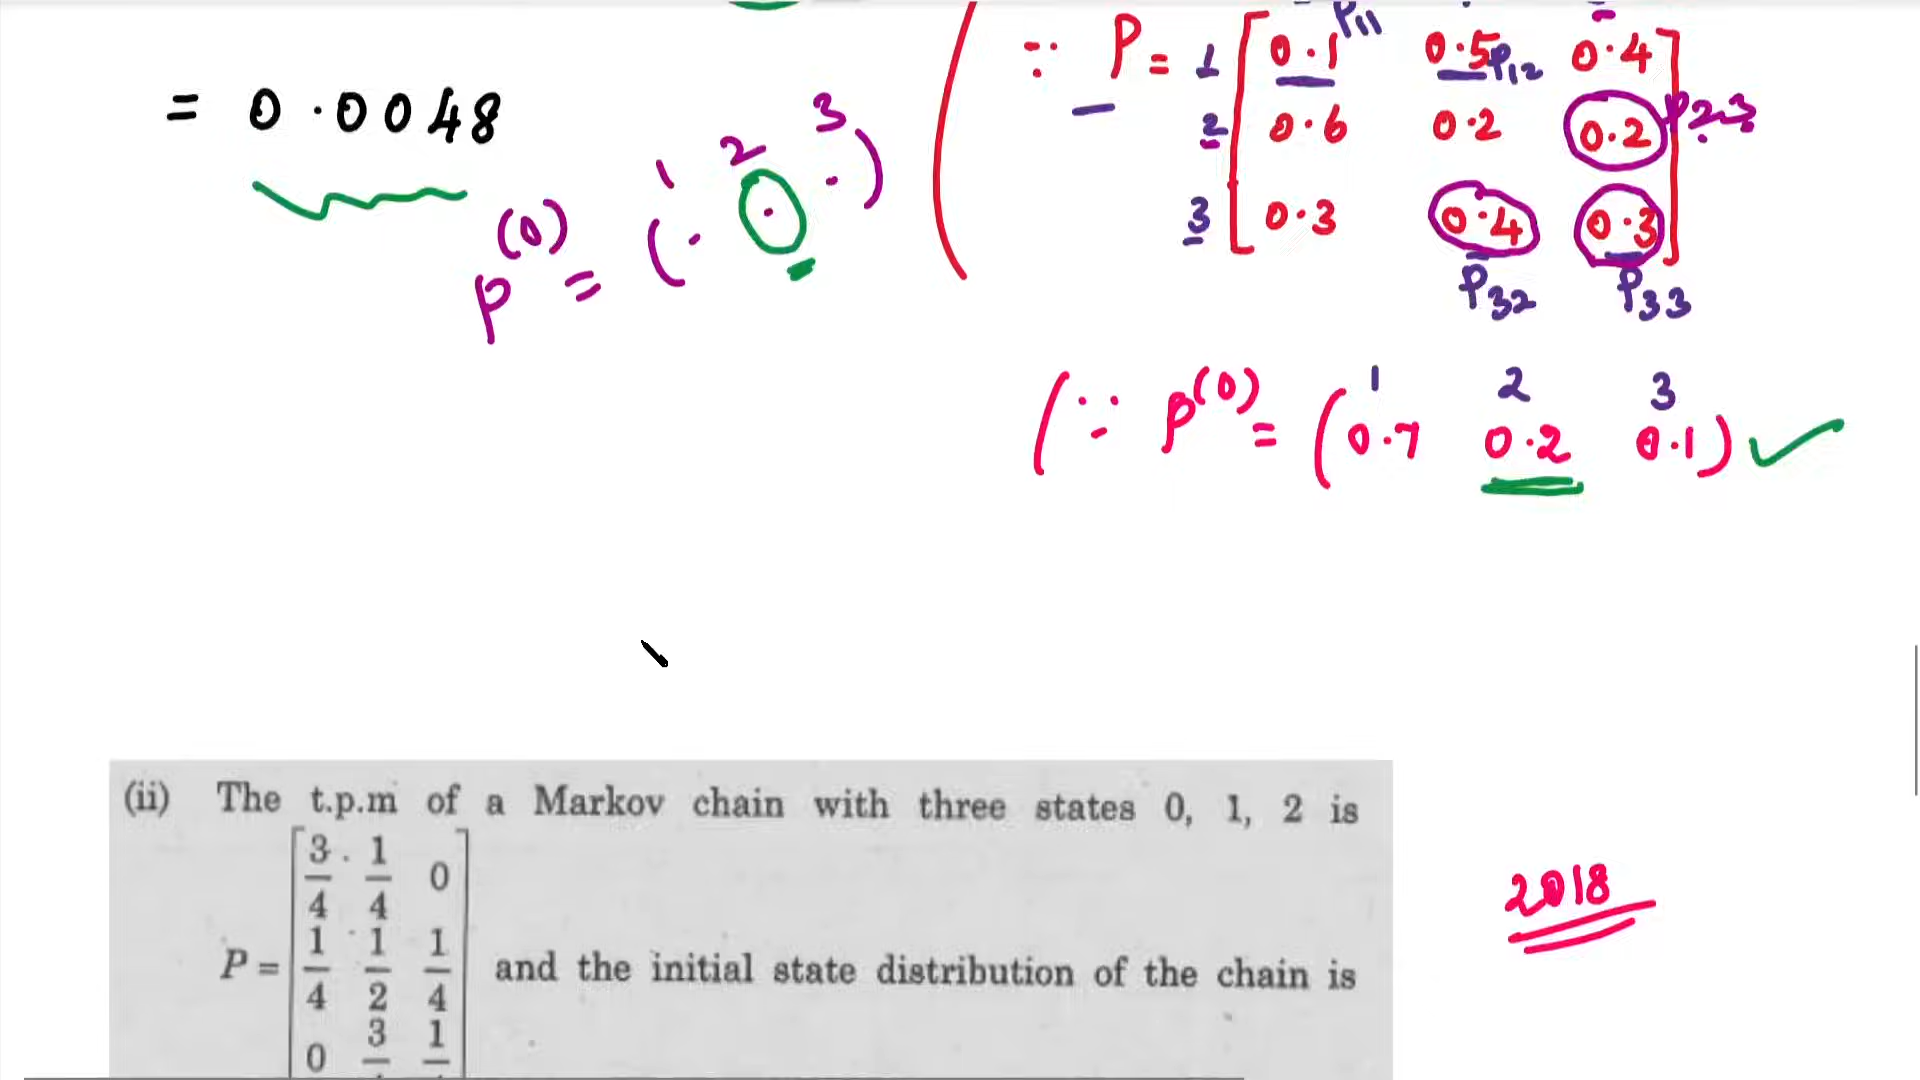 = 0.0048
p(0) = ( . . . )
1 2 3
∵ P = 1 [ 0.1 0.5 0.4 ]
P11 P12
2 0.6 0.2 0.2 P23
3 0.3 0.4 0.3
P32 P33
1 2 3
( ∵ p(0) = ( 0.7 0.2 0.1 ) ✓
(ii) The t.p.m of a Markov chain with three states 0, 1, 2 is
3/4 1/4 0
P = 1/4 1/2 1/4 and the initial state distribution of the chain is
0 3 1
2018